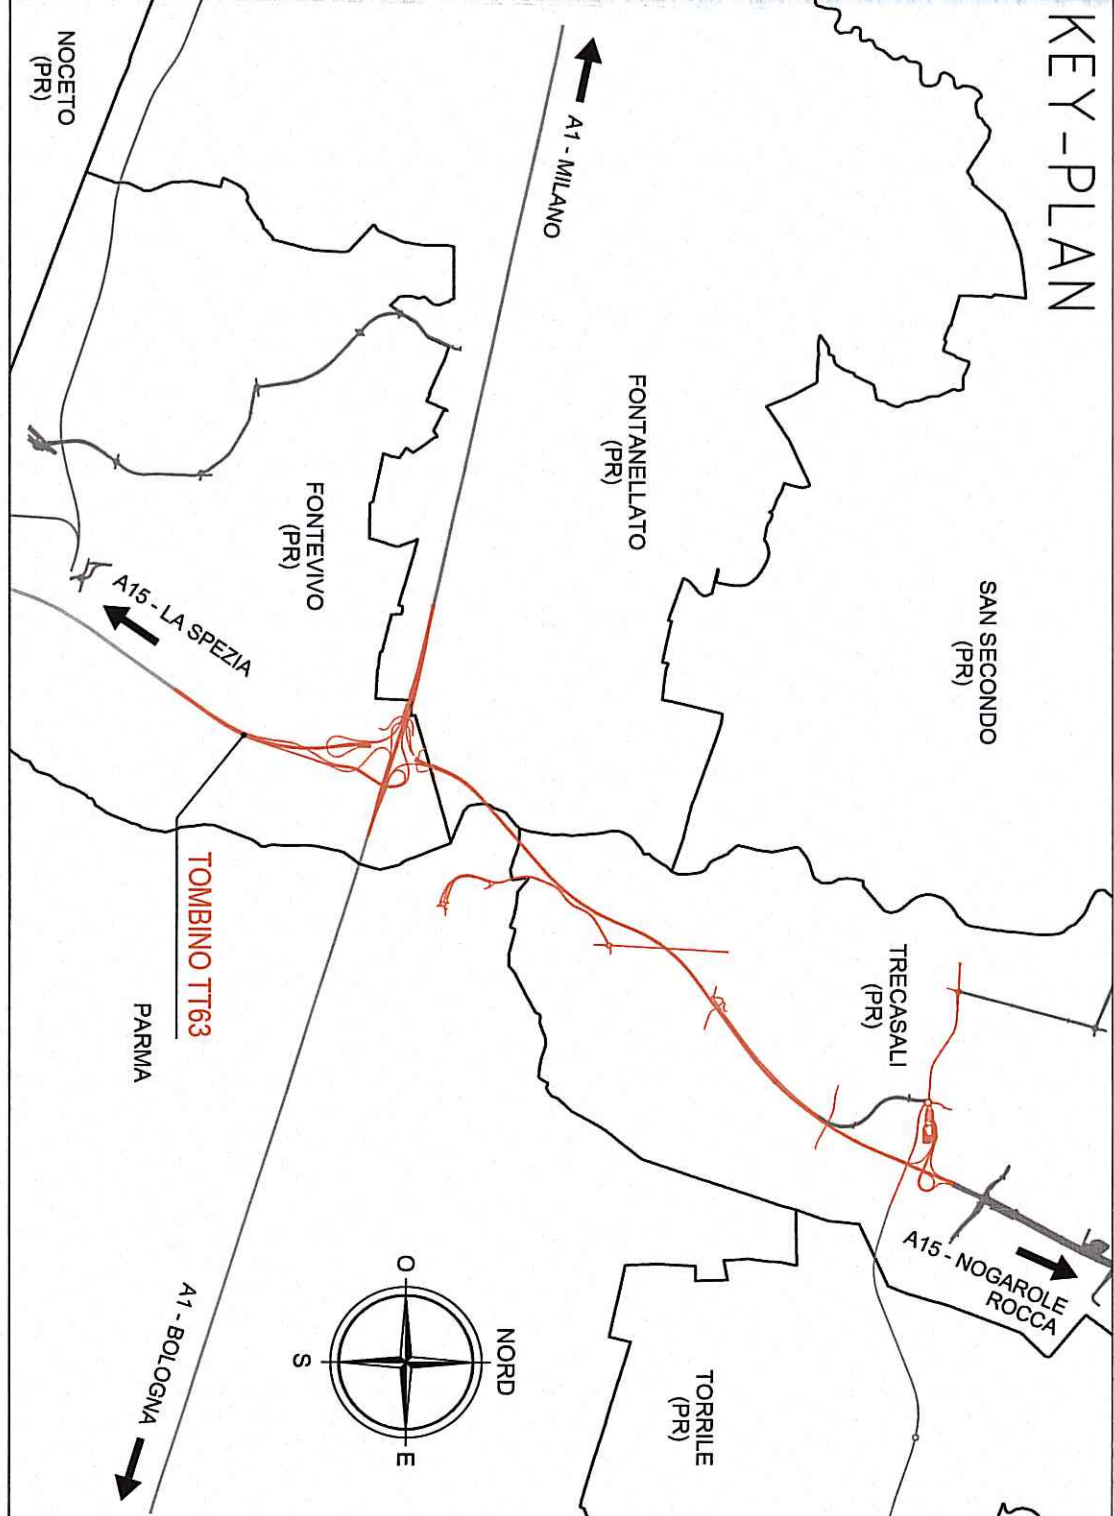 KEY-PLAN
SAN SECONDO
(PR)
TRECASALI
(PR)
A15 - NOGAROLE
ROCCA
FONTANELLATO
(PR)
TORRILE
(PR)
A1 - MILANO
NORD
O
E
S
FONTEVIVO
(PR)
NOCETO
(PR)
A15 - LA SPEZIA
TOMBINO TT63
PARMA
A1 - BOLOGNA